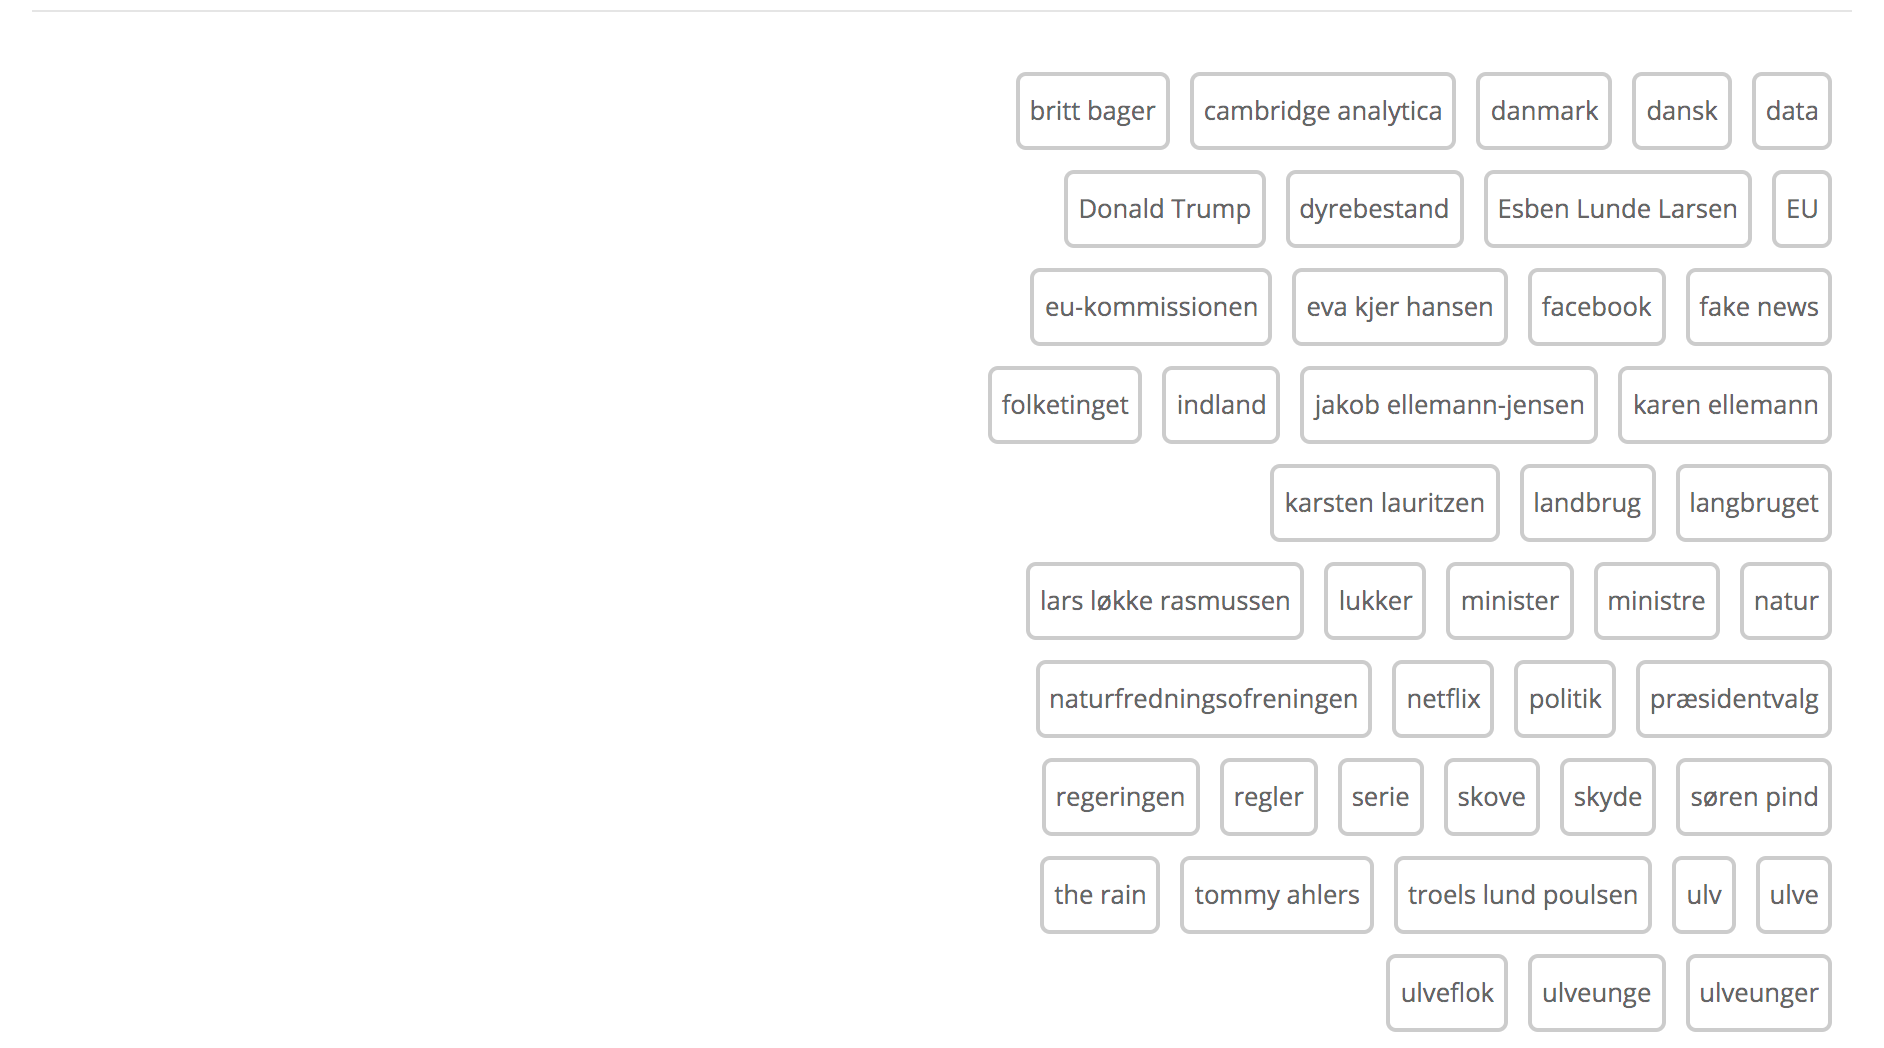 britt bager cambridge analytica danmark dansk data
Donald Trump dyrebestand Esben Lunde Larsen EU
eu-kommissionen eva kjer hansen facebook fake news
folketinget indland jakob ellemann-jensen karen ellemann
karsten lauritzen landbrug langbruget
lars løkke rasmussen lukker minister ministre natur
naturfredningsofreningen netflix politik præsidentvalg
regeringen regler serie skove skyde søren pind
the rain tommy ahlers troels lund poulsen ulv ulve
ulveflok ulveunge ulveunger